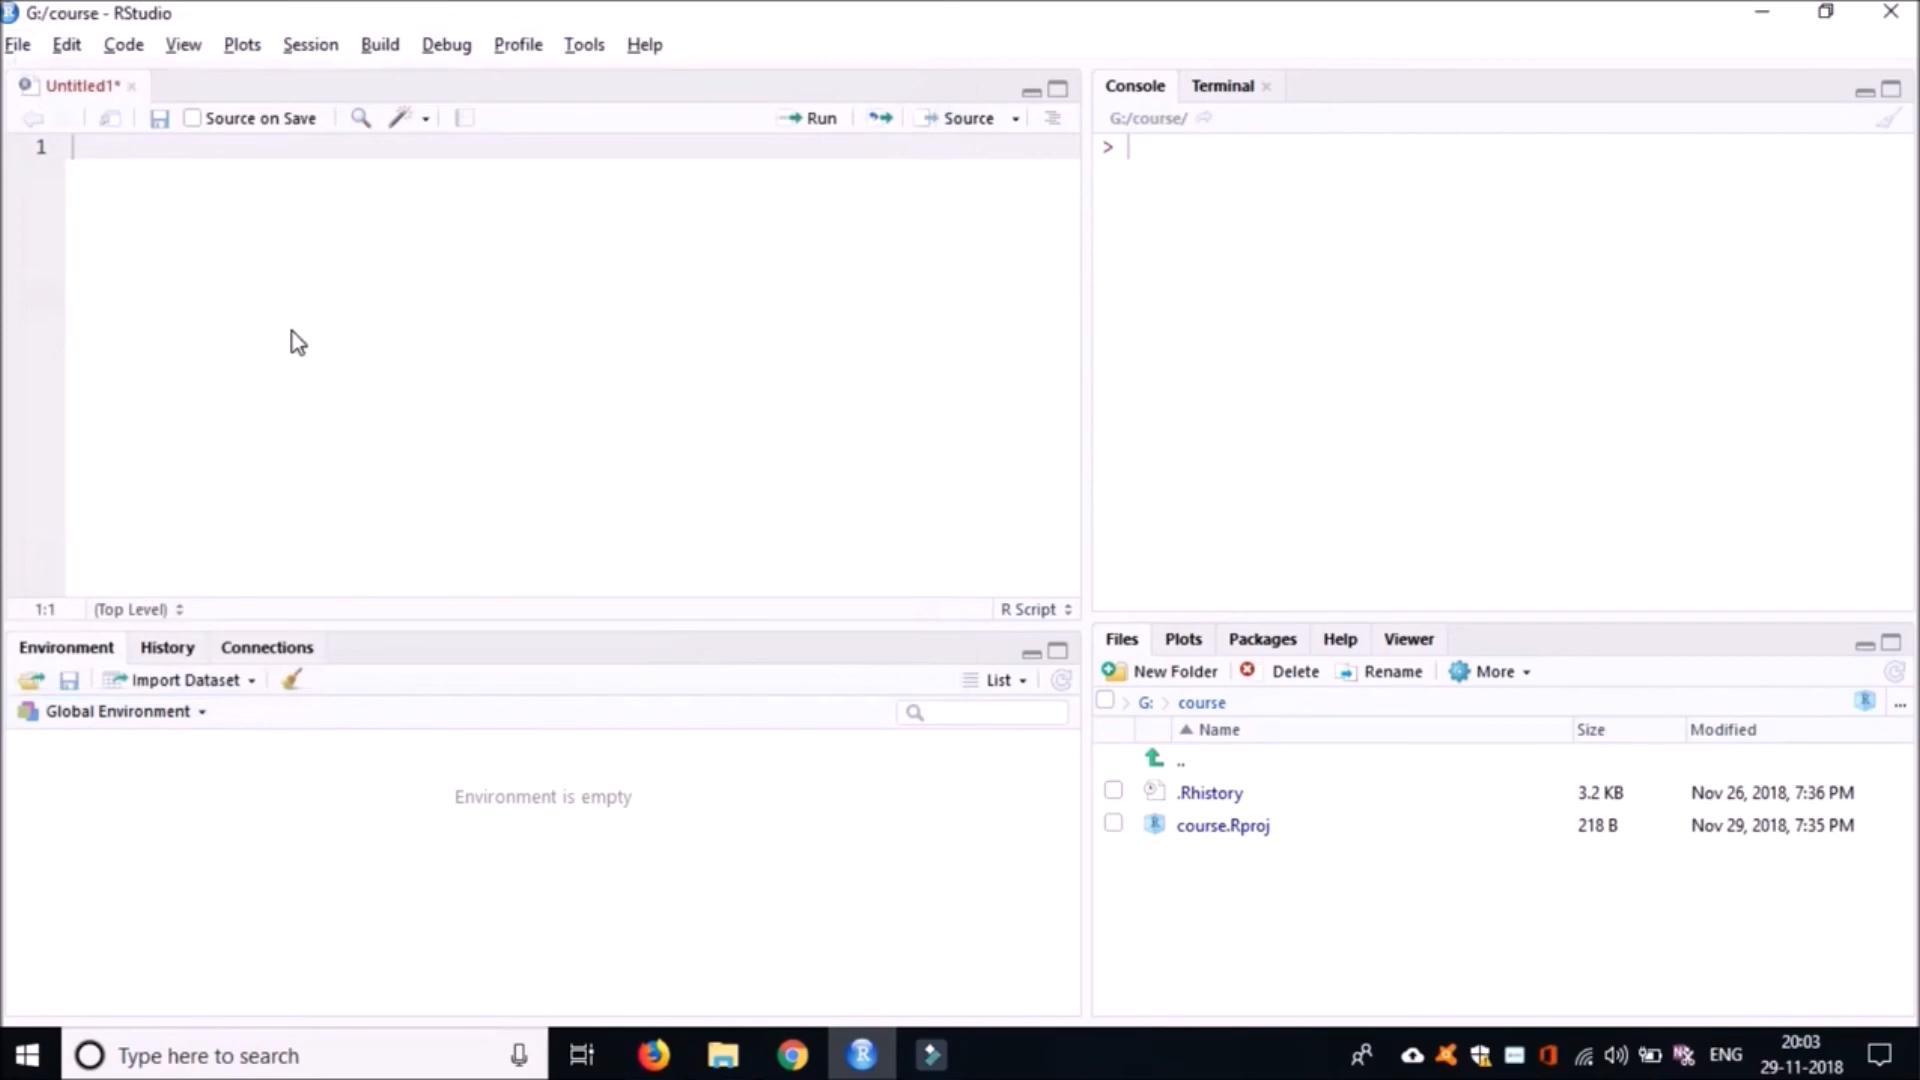 G:/course - RStudio
File Edit Code View Plots Session Build Debug Profile Tools Help
Untitled1*
Source on Save Run Source
1
1:1 (Top Level) R Script
Console Terminal
G:/course/
>
Environment History Connections
Import Dataset List
Global Environment
Environment is empty
Files Plots Packages Help Viewer
New Folder Delete Rename More
G: course ...
Name Size Modified
..
.Rhistory 3.2 KB Nov 26, 2018, 7:36 PM
course.Rproj 218 B Nov 29, 2018, 7:35 PM
Type here to search
ENG
20:03
29-11-2018